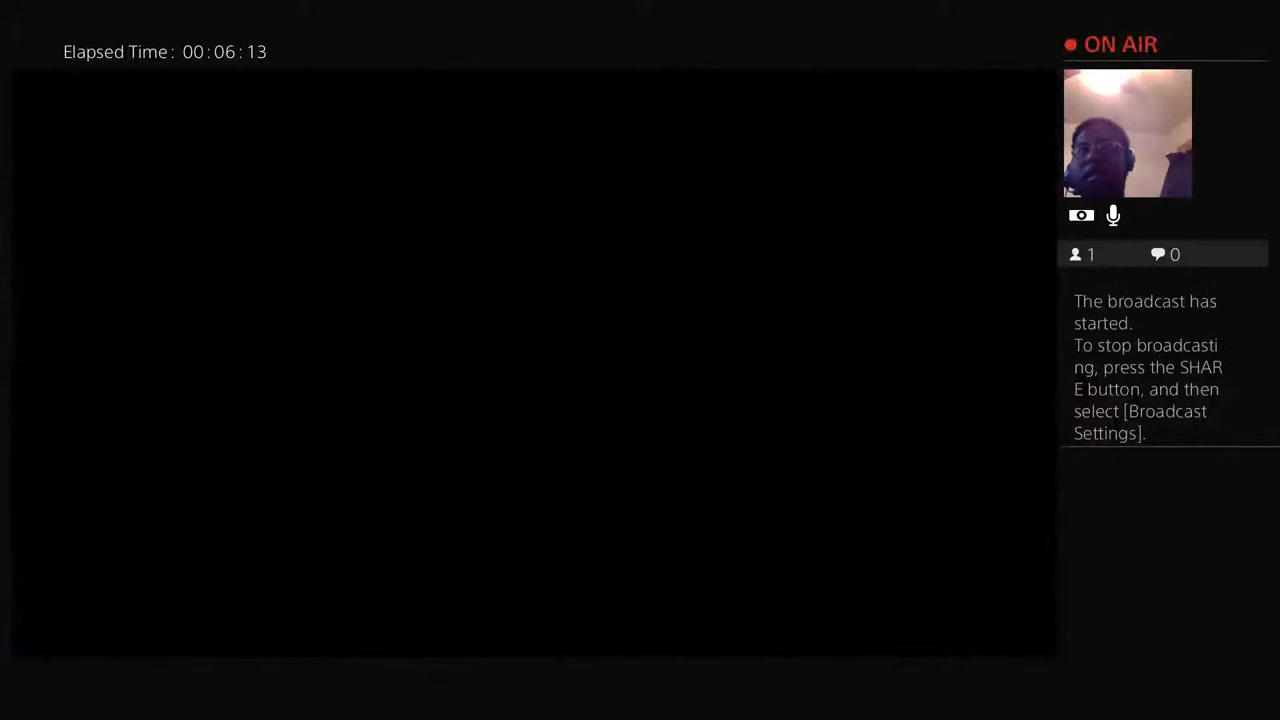 Elapsed Time: 00:06:13
ON AIR
1 0
The broadcast has
started.
To stop broadcasti
ng, press the SHAR
E button, and then
select [Broadcast
Settings].